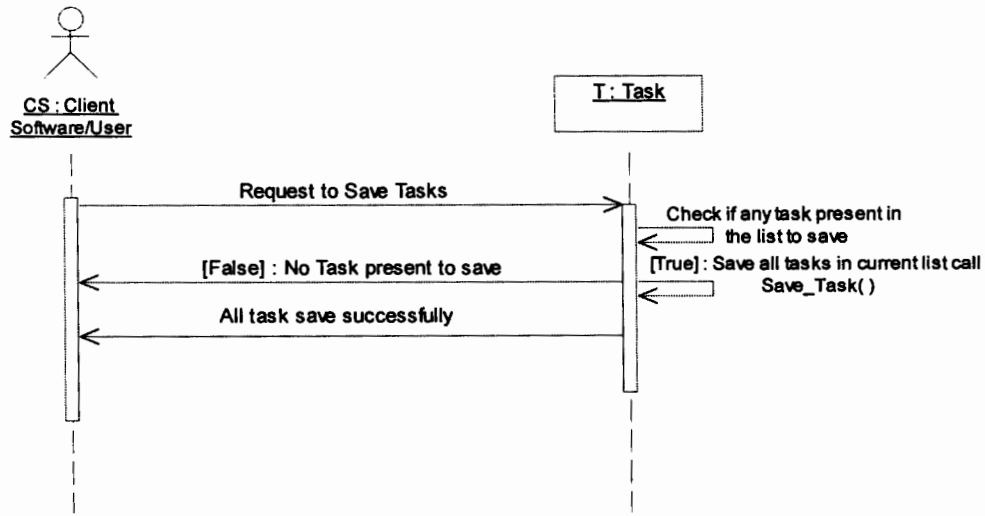 CS : Client
Software/User
T : Task
Request to Save Tasks
Check if any task present in
the list to save
[False] : No Task present to save
[True] : Save all tasks in current list call
Save_Task( )
All task save successfully